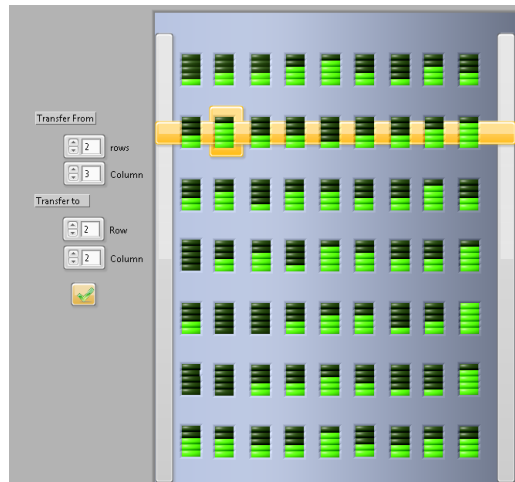 Transfer From
2 rows
3 Column
Transfer to
2 Row
2 Column